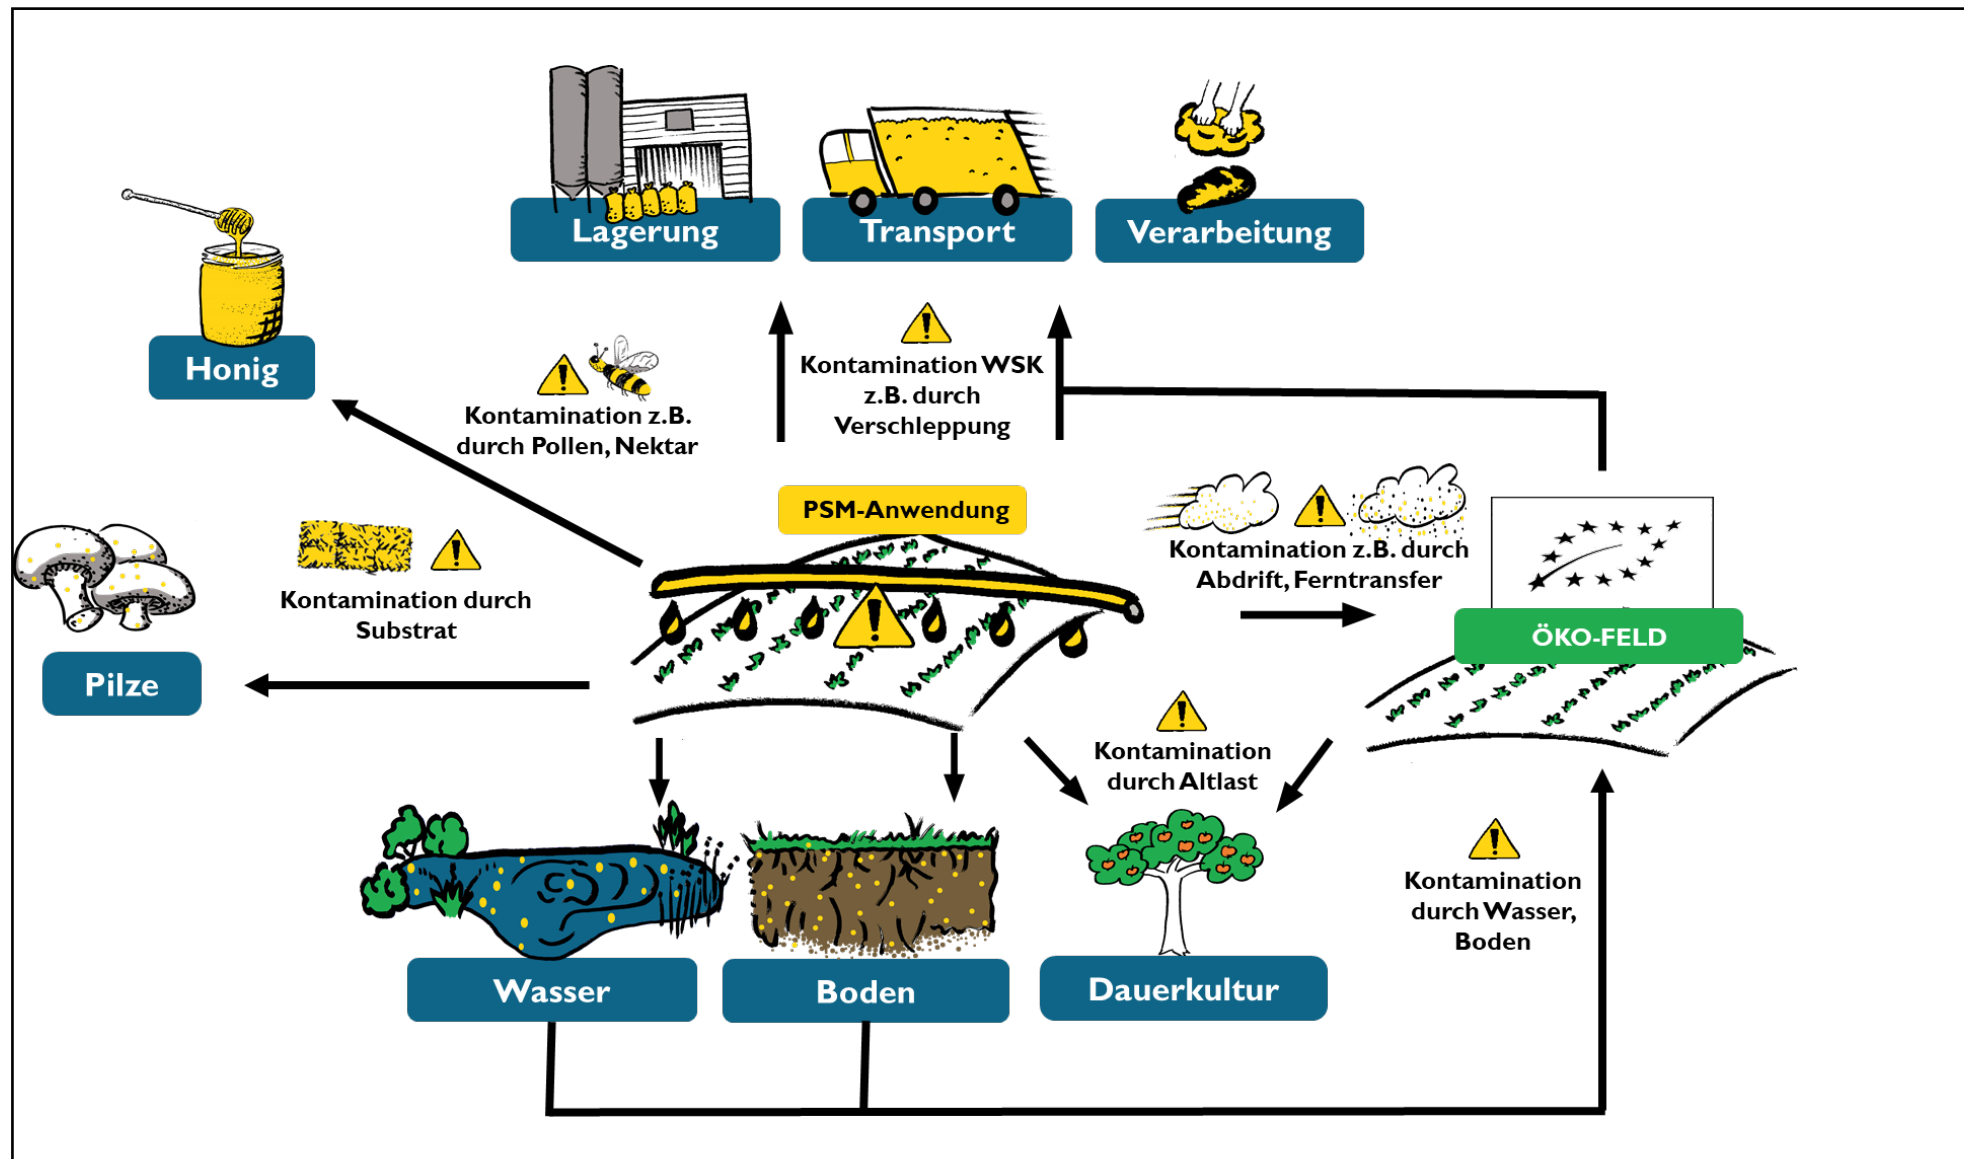 Lagerung
Transport
Verarbeitung
Honig
Kontamination z.B.
durch Pollen, Nektar
Kontamination WSK
z.B. durch
Verschleppung
PSM-Anwendung
Kontamination z.B. durch
Abdrift, Ferntransfer
Kontamination durch
Substrat
ÖKO-FELD
Pilze
Kontamination
durch Altlast
Kontamination
durch Wasser,
Boden
Wasser
Boden
Dauerkultur